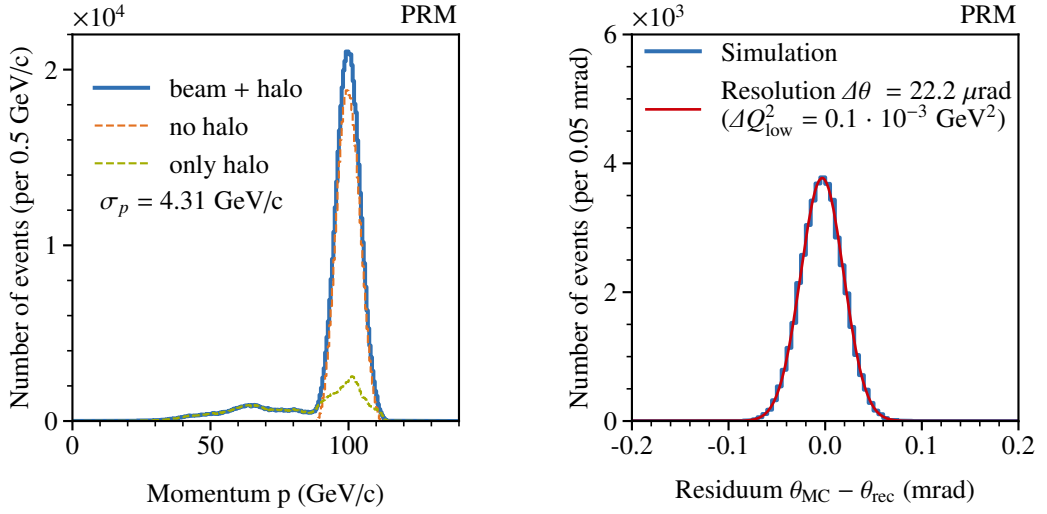 ×10⁴
PRM
Number of events (per 0.5 GeV/c)
2
1
0
beam + halo
no halo
only halo
σₚ = 4.31 GeV/c
0
50
100
Momentum p (GeV/c)
×10³
PRM
Number of events (per 0.05 mrad)
6
4
2
0
Simulation
Resolution Δθ = 22.2 μrad
(ΔQ²_low = 0.1 · 10⁻³ GeV²)
-0.2
-0.1
0.0
0.1
0.2
Residuum θ_MC − θ_rec (mrad)